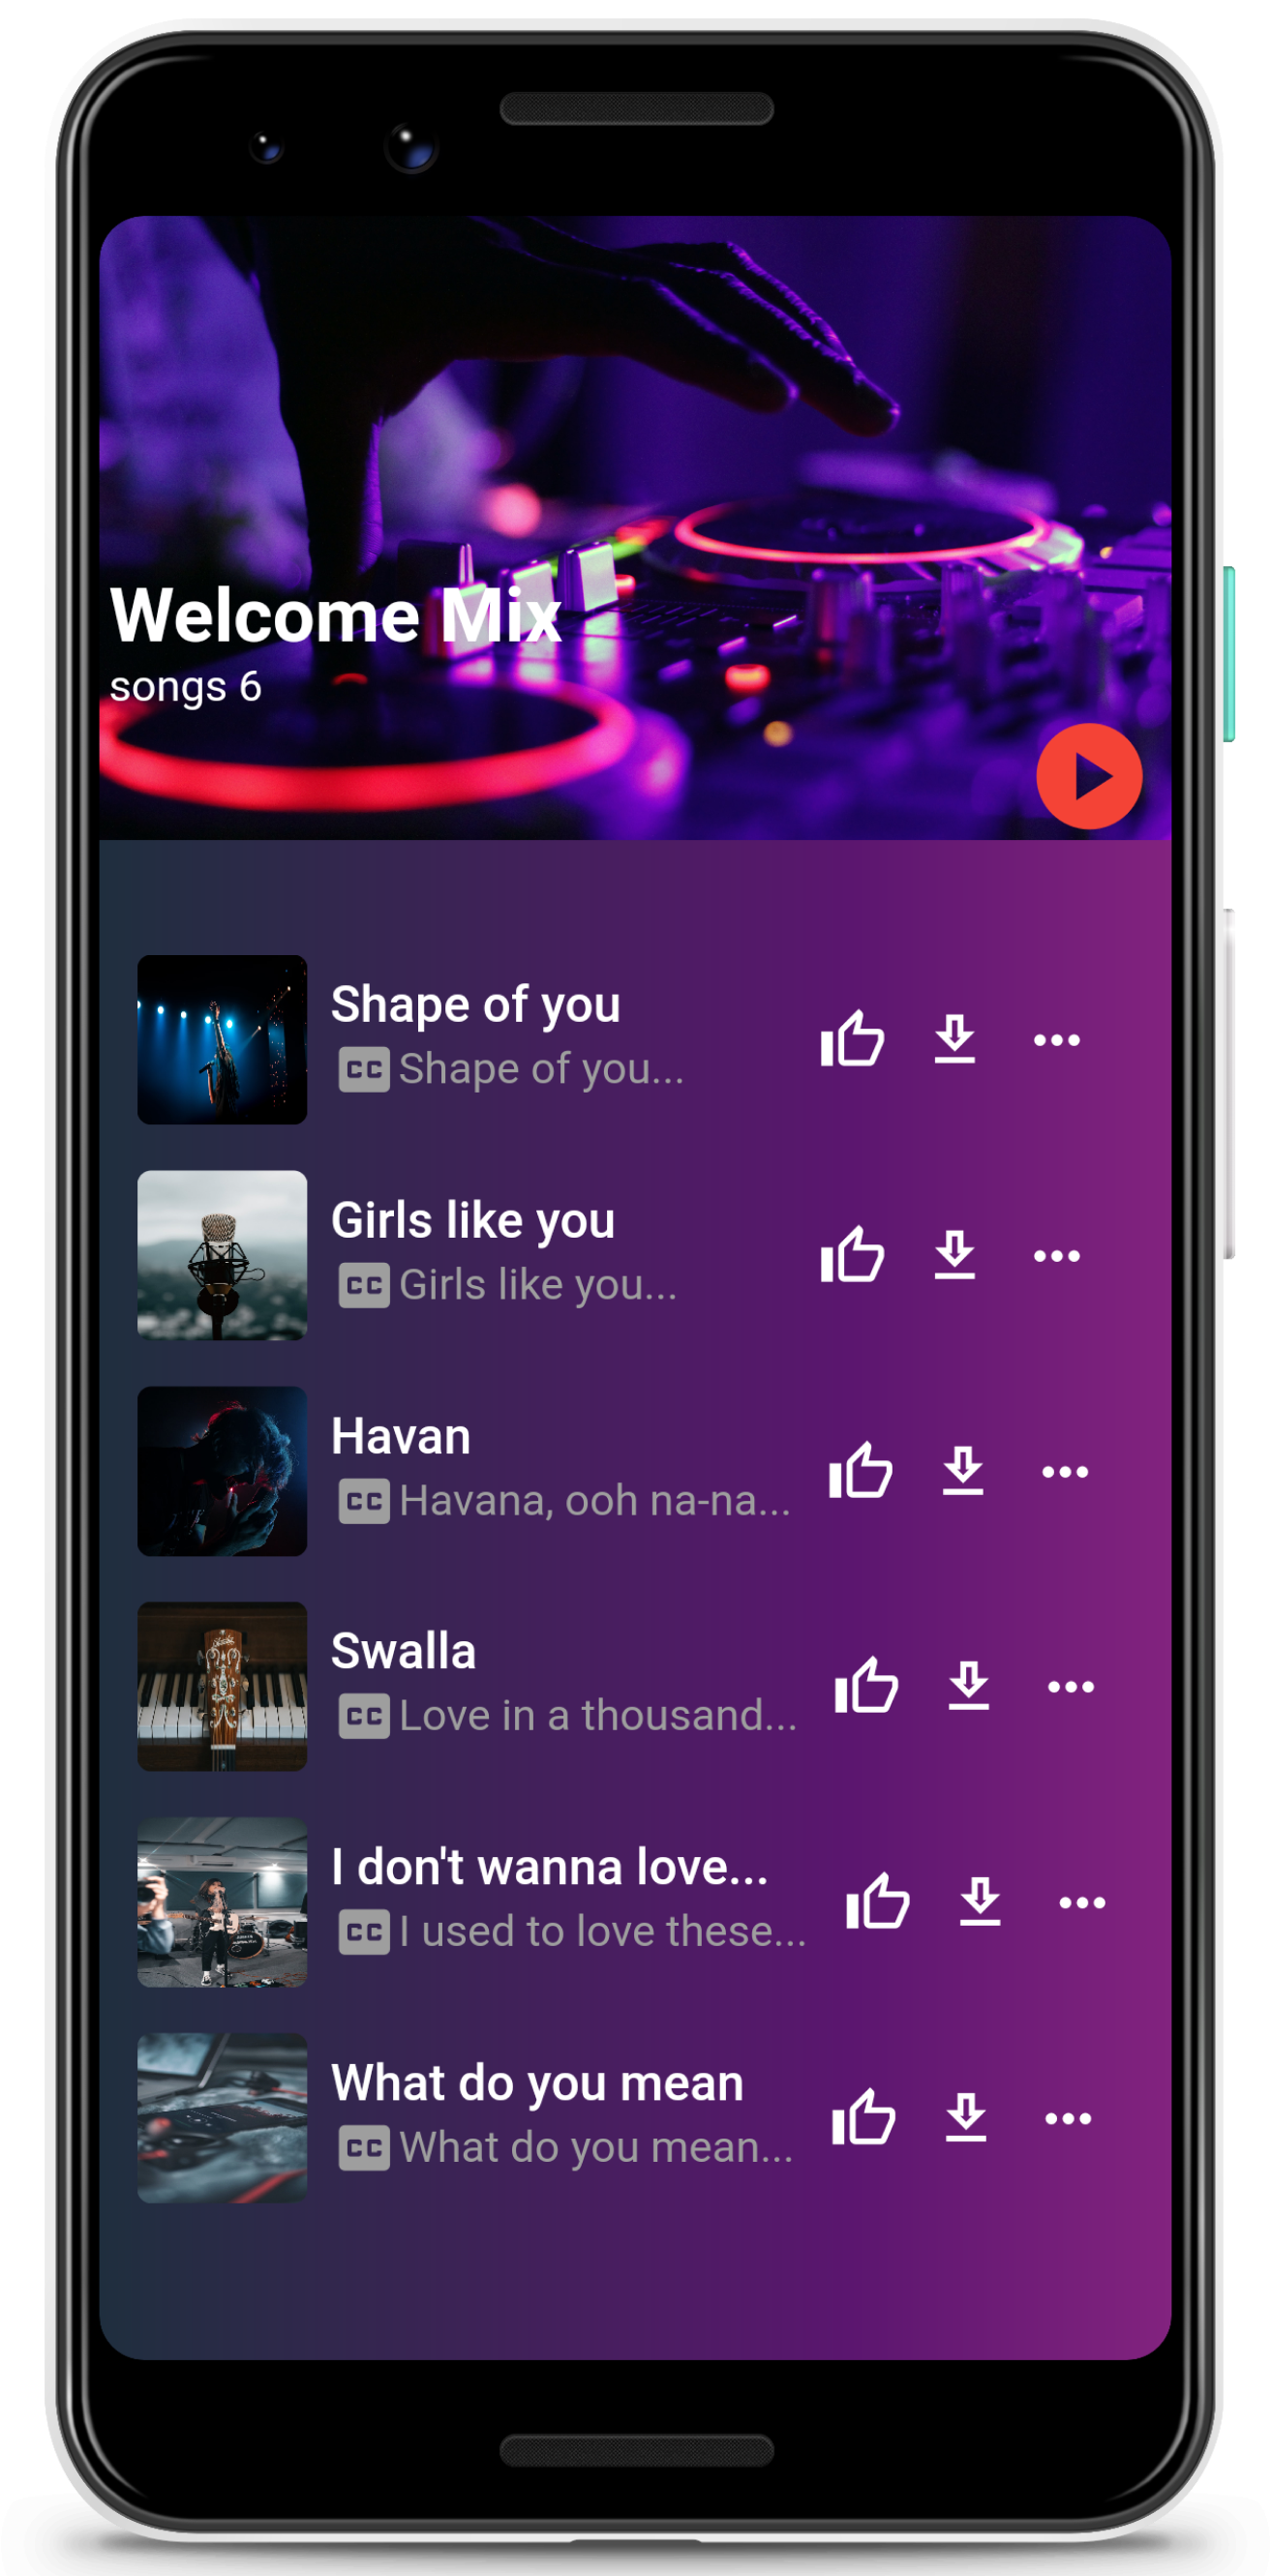 Welcome Mix
songs 6
Shape of you
CC Shape of you...
Girls like you
CC Girls like you...
Havan
CC Havana, ooh na-na...
Swalla
CC Love in a thousand...
I don't wanna love...
CC I used to love these...
What do you mean
CC What do you mean...